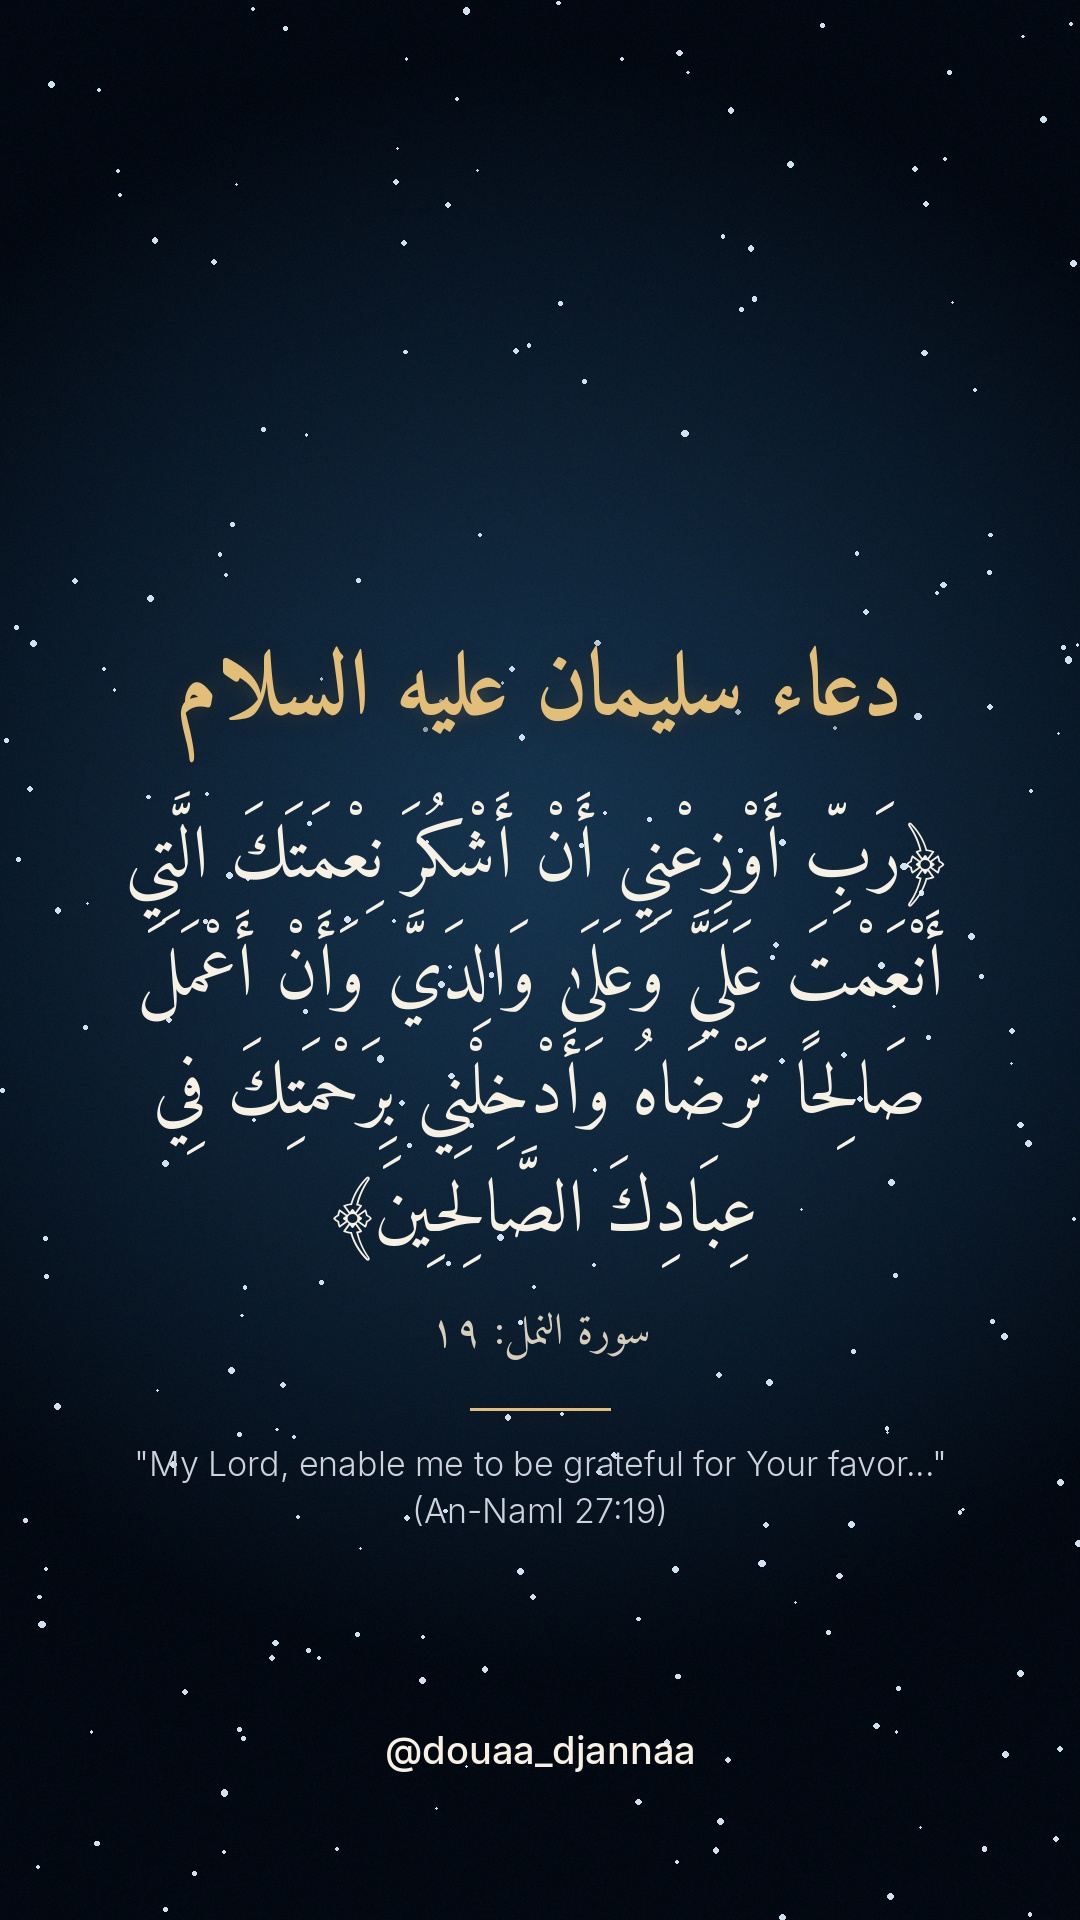 دعاء سليمان عليه السلام
﴿رَبِّ أَوْزِعْنِي أَنْ أَشْكُرَ نِعْمَتَكَ الَّتِي
أَنْعَمْتَ عَلَيَّ وَعَلَىٰ وَالِدَيَّ وَأَنْ أَعْمَلَ
صَالِحًا تَرْضَاهُ وَأَدْخِلْنِي بِرَحْمَتِكَ فِي
عِبَادِكَ الصَّالِحِينَ﴾
سورة النمل: ١٩
"My Lord, enable me to be grateful for Your favor..."
(An-Naml 27:19)
@douaa_djannaa